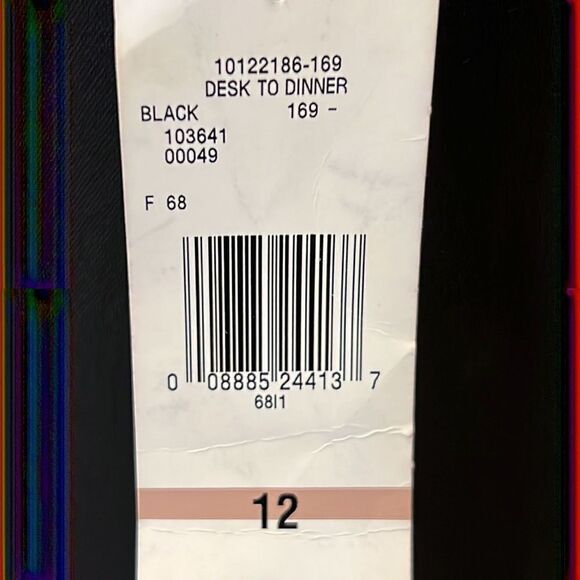 10122186-169
DESK TO DINNER
BLACK 169 -
103641
00049
F 68
0 08885 24413 7
68I1
12